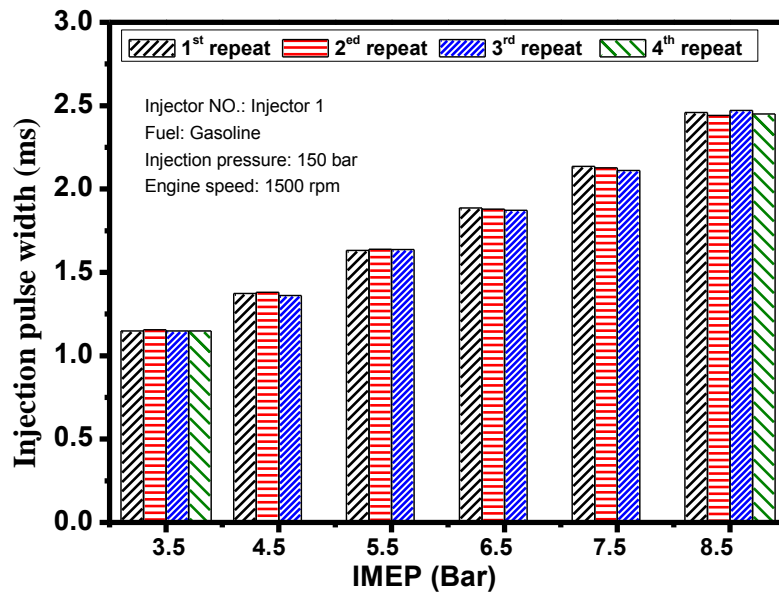 1st repeat 2ed repeat 3rd repeat 4th repeat
Injector NO.: Injector 1
Fuel: Gasoline
Injection pressure: 150 bar
Engine speed: 1500 rpm
Injection pulse width (ms)
3.0
2.5
2.0
1.5
1.0
0.5
0.0
3.5 4.5 5.5 6.5 7.5 8.5
IMEP (Bar)